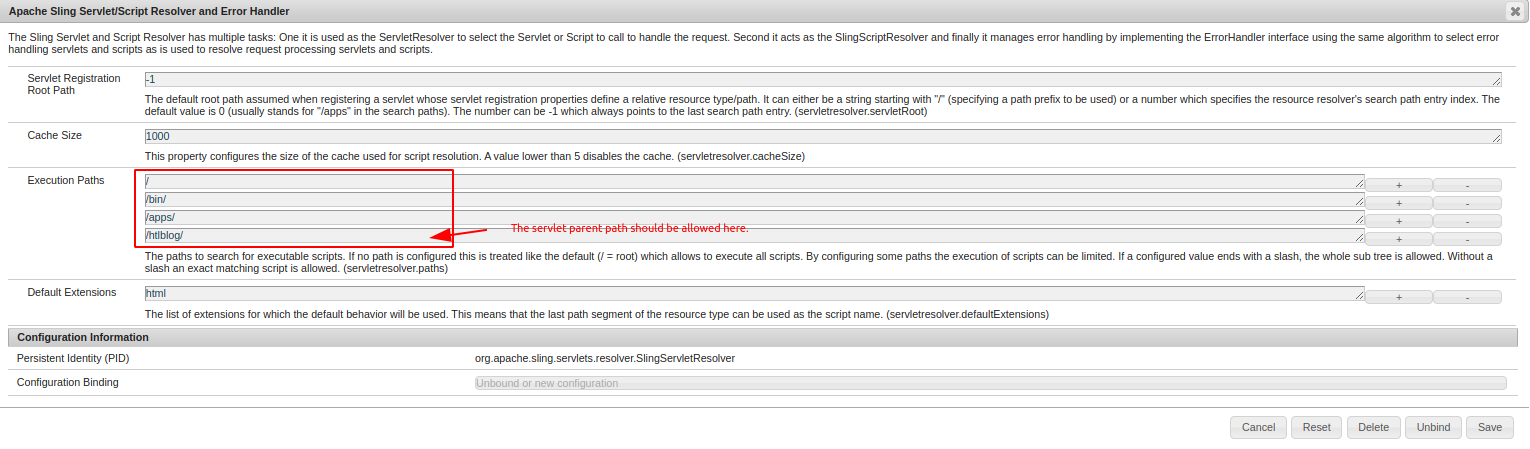 Apache Sling Servlet/Script Resolver and Error Handler
The Sling Servlet and Script Resolver has multiple tasks: One it is used as the ServletResolver to select the Servlet or Script to call to handle the request. Second it acts as the SlingScriptResolver and finally it manages error handling by implementing the ErrorHandler interface using the same algorithm to select error
handling servlets and scripts as is used to resolve request processing servlets and scripts.
Servlet Registration
Root Path
-1
The default root path assumed when registering a servlet whose servlet registration properties define a relative resource type/path. It can either be a string starting with "/" (specifying a path prefix to be used) or a number which specifies the resource resolver's search path entry index. The
default value is 0 (usually stands for "/apps" in the search paths). The number can be -1 which always points to the last search path entry. (servletresolver.servletRoot)
Cache Size
1000
This property configures the size of the cache used for script resolution. A value lower than 5 disables the cache. (servletresolver.cacheSize)
Execution Paths
/ + -
/bin/ + -
/apps/ + -
/htlblog/ + -
The servlet parent path should be allowed here.
The paths to search for executable scripts. If no path is configured this is treated like the default (/ = root) which allows to execute all scripts. By configuring some paths the execution of scripts can be limited. If a configured value ends with a slash, the whole sub tree is allowed. Without a
slash an exact matching script is allowed. (servletresolver.paths)
Default Extensions
html + -
The list of extensions for which the default behavior will be used. This means that the last path segment of the resource type can be used as the script name. (servletresolver.defaultExtensions)
Configuration Information
Persistent Identity (PID) org.apache.sling.servlets.resolver.SlingServletResolver
Configuration Binding Unbound or new configuration
Cancel Reset Delete Unbind Save